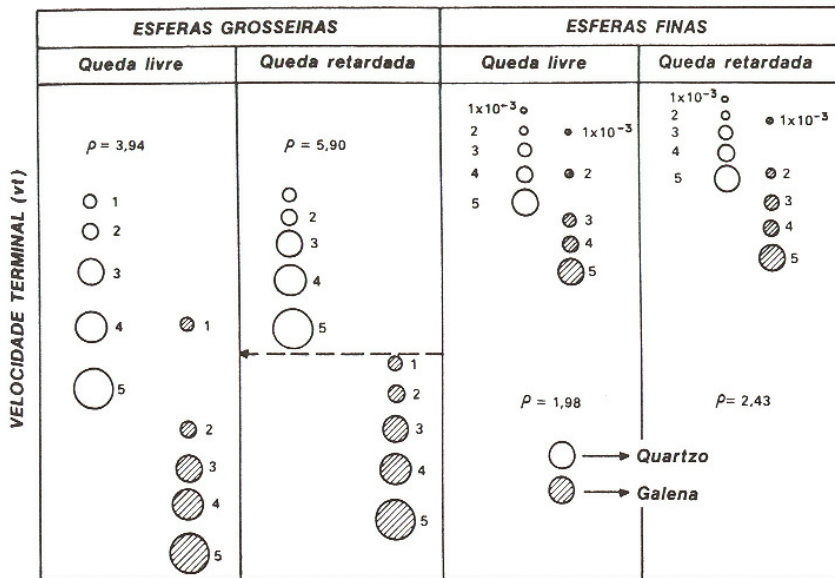 ESFERAS GROSSEIRAS
ESFERAS FINAS
Queda livre
Queda retardada
Queda livre
Queda retardada
VELOCIDADE TERMINAL (vt)
ρ = 3,94
1
2
3
4
5
1
2
3
4
5
ρ = 5,90
2
3
4
5
1
2
3
4
5
1x10⁻³
2
3
4
5
1x10⁻³
2
3
4
5
ρ = 1,98
1x10⁻³
2
3
4
5
1x10⁻³
2
3
4
5
ρ= 2,43
Quartzo
Galena